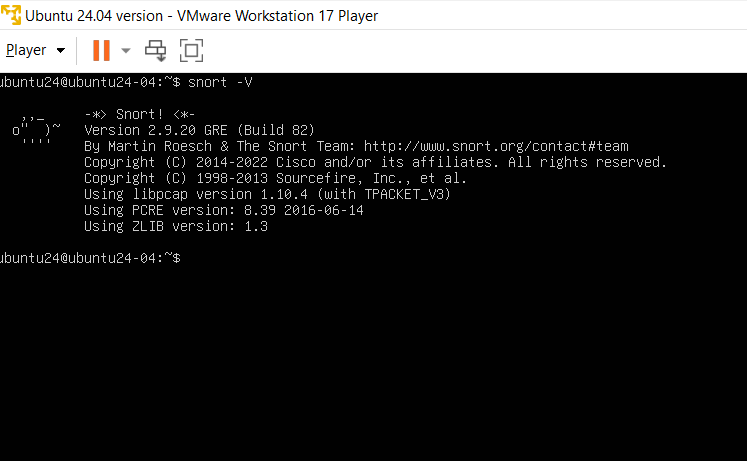 Ubuntu 24.04 version - VMware Workstation 17 Player
Player
ubuntu24@ubuntu24-04:~$ snort -V
,,_ -*> Snort! <*-
o" )~ Version 2.9.20 GRE (Build 82)
'''' By Martin Roesch & The Snort Team: http://www.snort.org/contact#team
Copyright (C) 2014-2022 Cisco and/or its affiliates. All rights reserved.
Copyright (C) 1998-2013 Sourcefire, Inc., et al.
Using libpcap version 1.10.4 (with TPACKET_V3)
Using PCRE version: 8.39 2016-06-14
Using ZLIB version: 1.3
ubuntu24@ubuntu24-04:~$